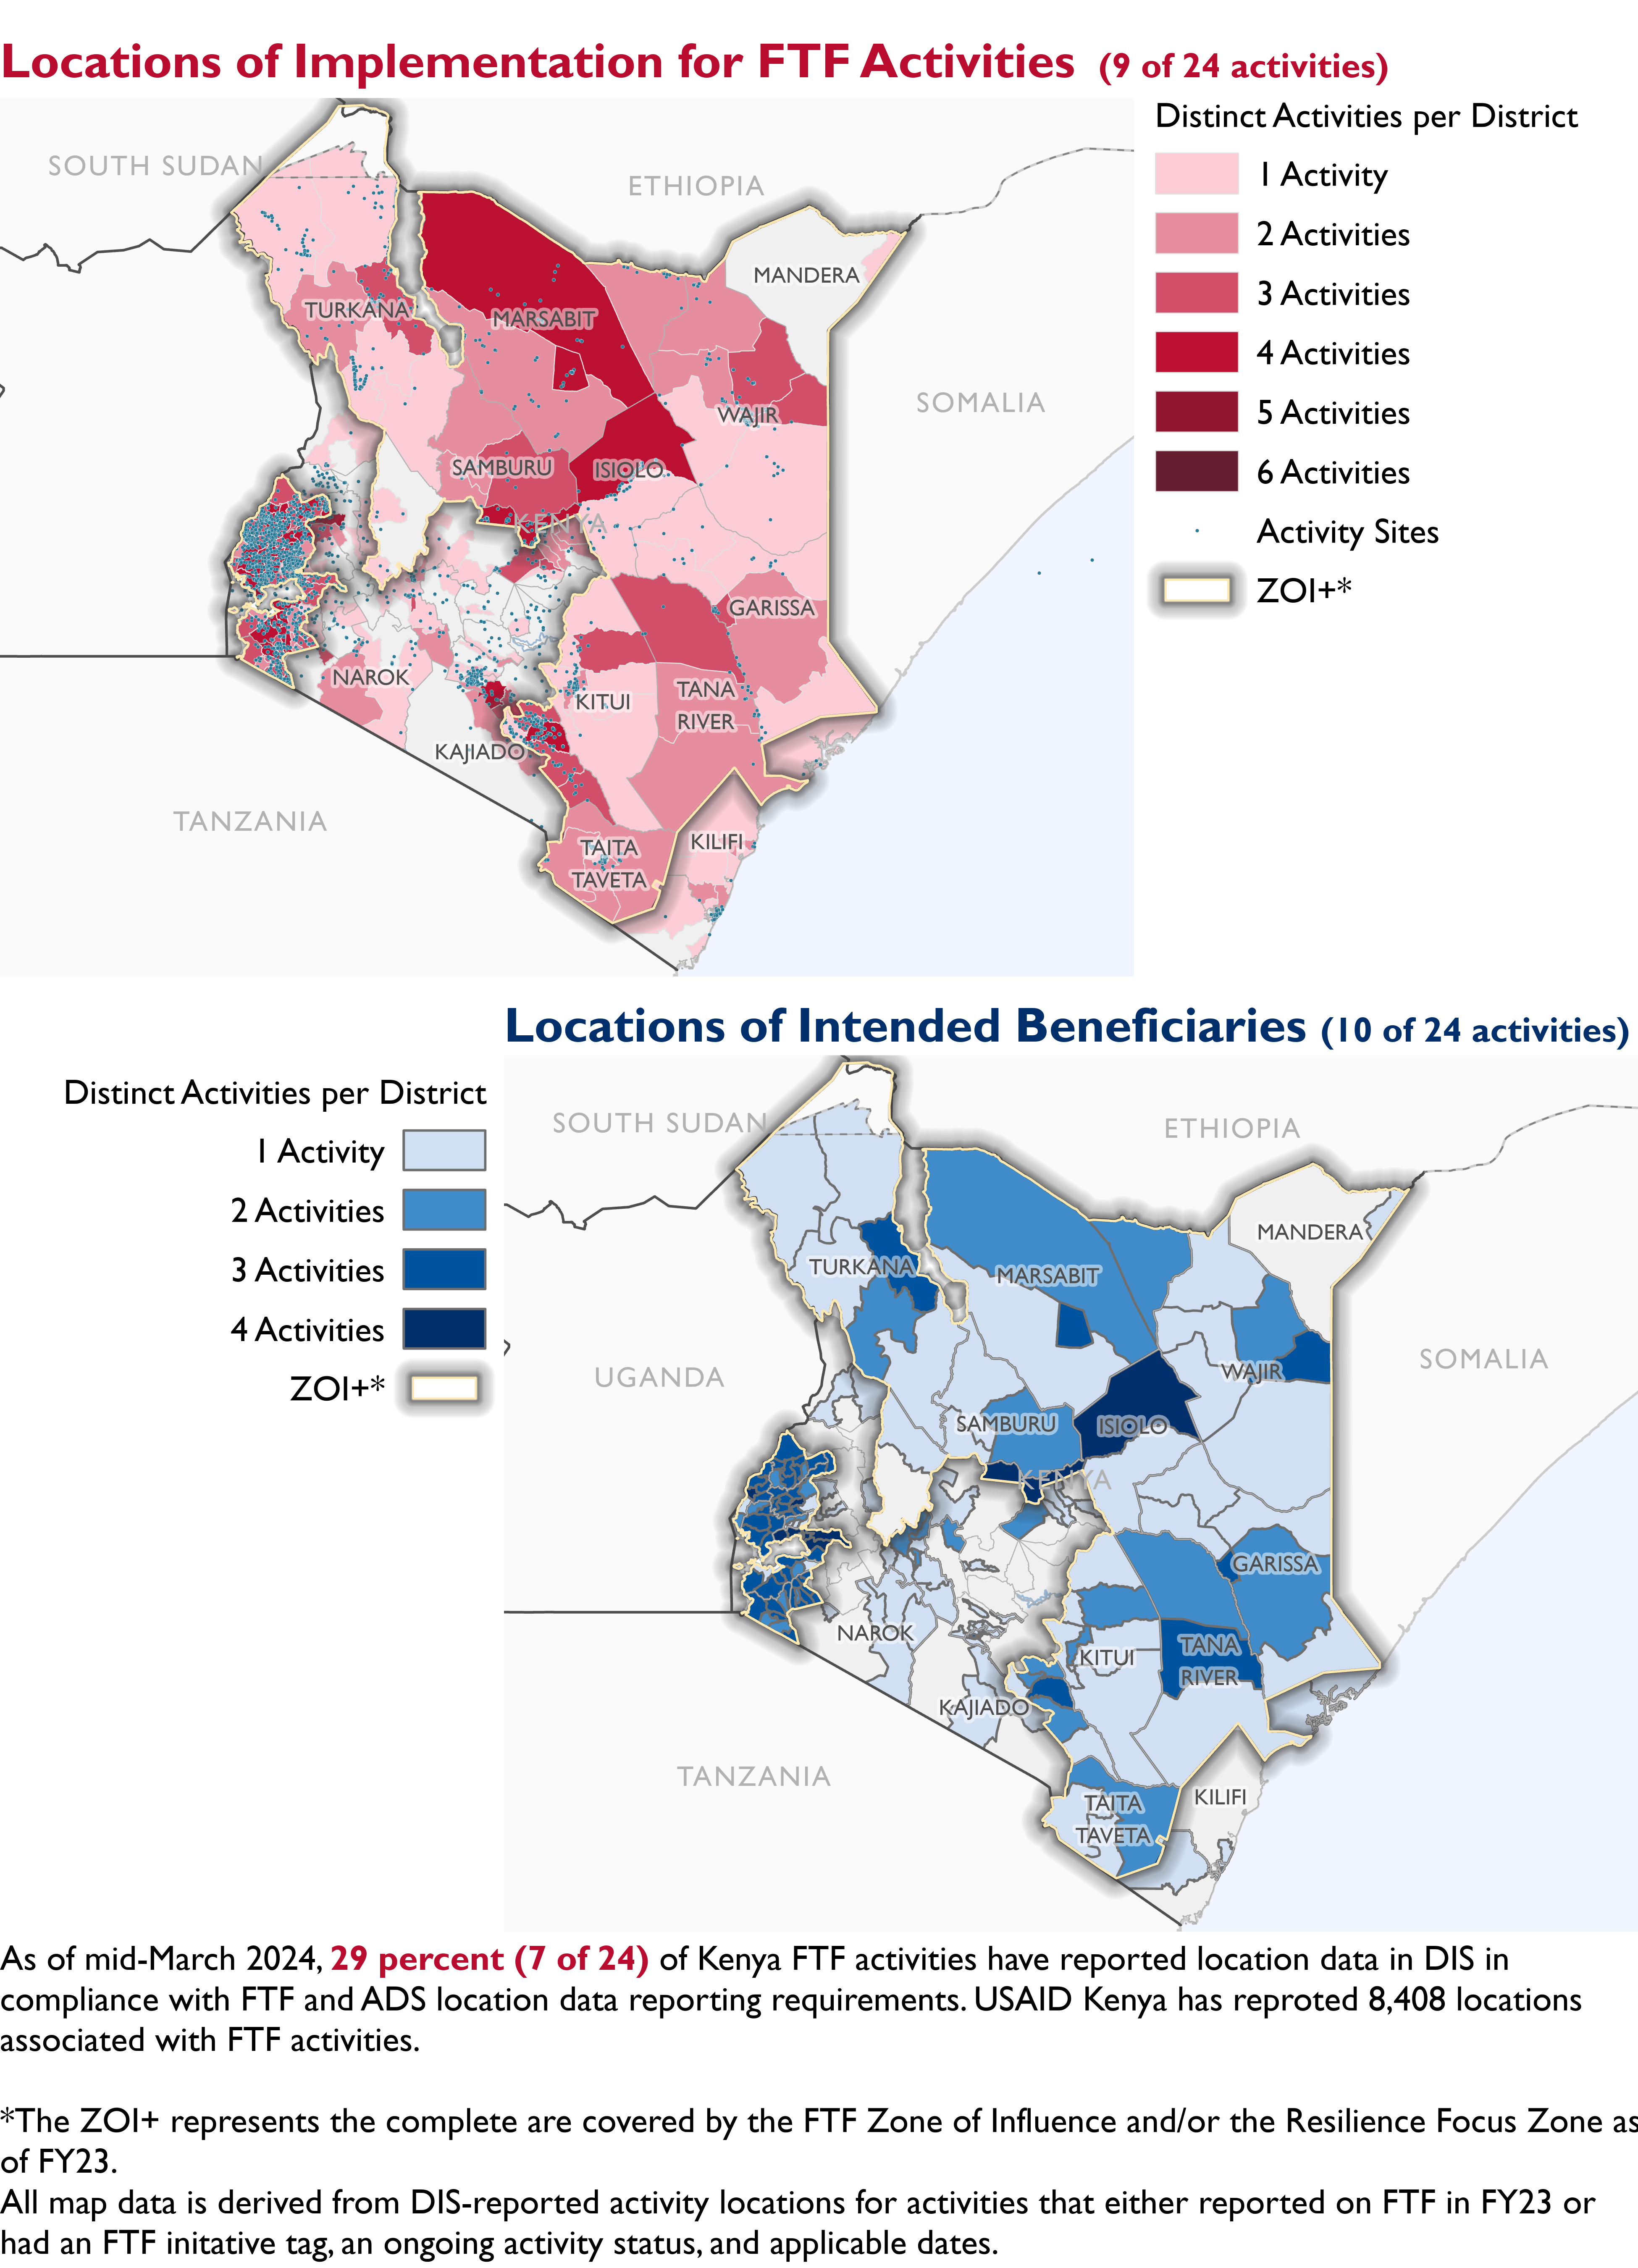 Locations of Implementation for FTF Activities (9 of 24 activities)
Distinct Activities per District
1 Activity
2 Activities
3 Activities
4 Activities
5 Activities
6 Activities
Activity Sites
ZOI+*
SOUTH SUDAN
ETHIOPIA
MANDERA
TURKANA
MARSABIT
SOMALIA
WAJIR
SAMBURU
ISIOLO
KENYA
GARISSA
NAROK
KITUI
TANA
RIVER
KAJIADO
TANZANIA
TAITA
TAVETA
KILIFI
Locations of Intended Beneficiaries (10 of 24 activities)
Distinct Activities per District
1 Activity
2 Activities
3 Activities
4 Activities
ZOI+*
SOUTH SUDAN
ETHIOPIA
MANDERA
TURKANA
MARSABIT
SOMALIA
UGANDA
WAJIR
SAMBURU
ISIOLO
KENYA
GARISSA
NAROK
KITUI
TANA
RIVER
KAJIADO
TANZANIA
TAITA
TAVETA
KILIFI
As of mid-March 2024, 29 percent (7 of 24) of Kenya FTF activities have reported location data in DIS in
compliance with FTF and ADS location data reporting requirements. USAID Kenya has reproted 8,408 locations
associated with FTF activities.
*The ZOI+ represents the complete are covered by the FTF Zone of Influence and/or the Resilience Focus Zone as
of FY23.
All map data is derived from DIS-reported activity locations for activities that either reported on FTF in FY23 or
had an FTF initative tag, an ongoing activity status, and applicable dates.